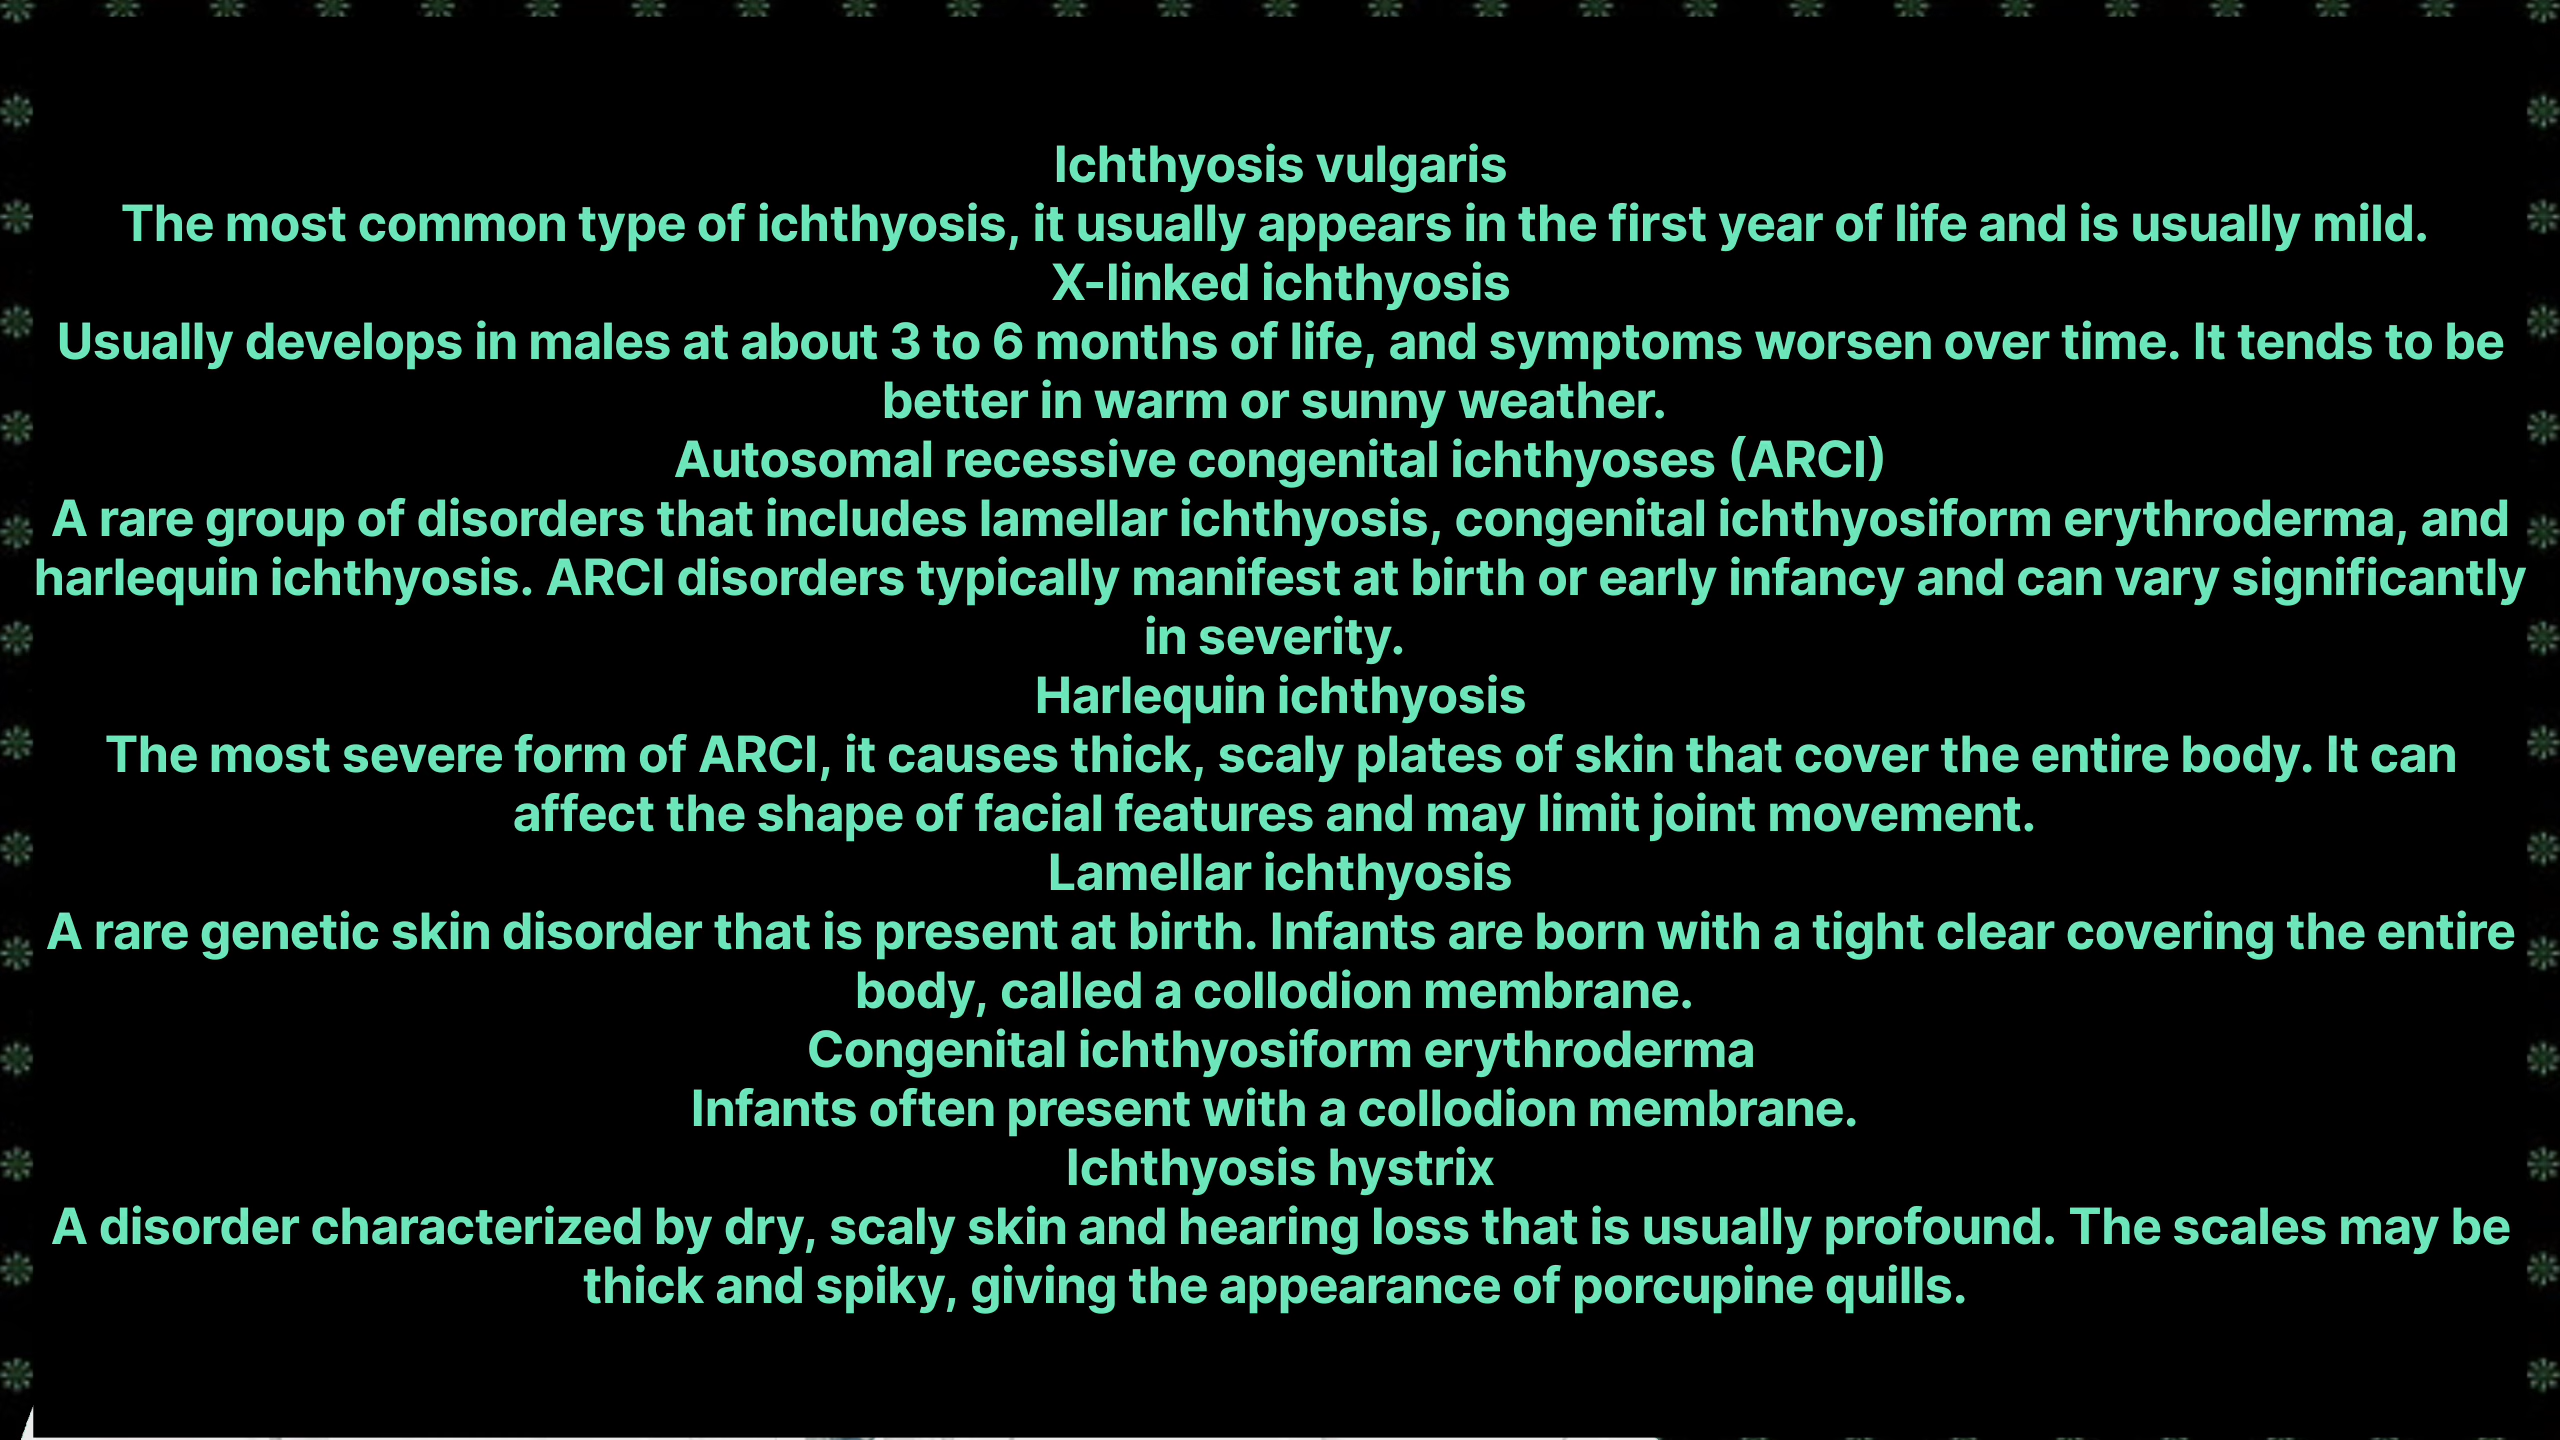 Ichthyosis vulgaris
The most common type of ichthyosis, it usually appears in the first year of life and is usually mild.
X-linked ichthyosis
Usually develops in males at about 3 to 6 months of life, and symptoms worsen over time. It tends to be
better in warm or sunny weather.
Autosomal recessive congenital ichthyoses (ARCI)
A rare group of disorders that includes lamellar ichthyosis, congenital ichthyosiform erythroderma, and
harlequin ichthyosis. ARCI disorders typically manifest at birth or early infancy and can vary significantly
in severity.
Harlequin ichthyosis
The most severe form of ARCI, it causes thick, scaly plates of skin that cover the entire body. It can
affect the shape of facial features and may limit joint movement.
Lamellar ichthyosis
A rare genetic skin disorder that is present at birth. Infants are born with a tight clear covering the entire
body, called a collodion membrane.
Congenital ichthyosiform erythroderma
Infants often present with a collodion membrane.
Ichthyosis hystrix
A disorder characterized by dry, scaly skin and hearing loss that is usually profound. The scales may be
thick and spiky, giving the appearance of porcupine quills.